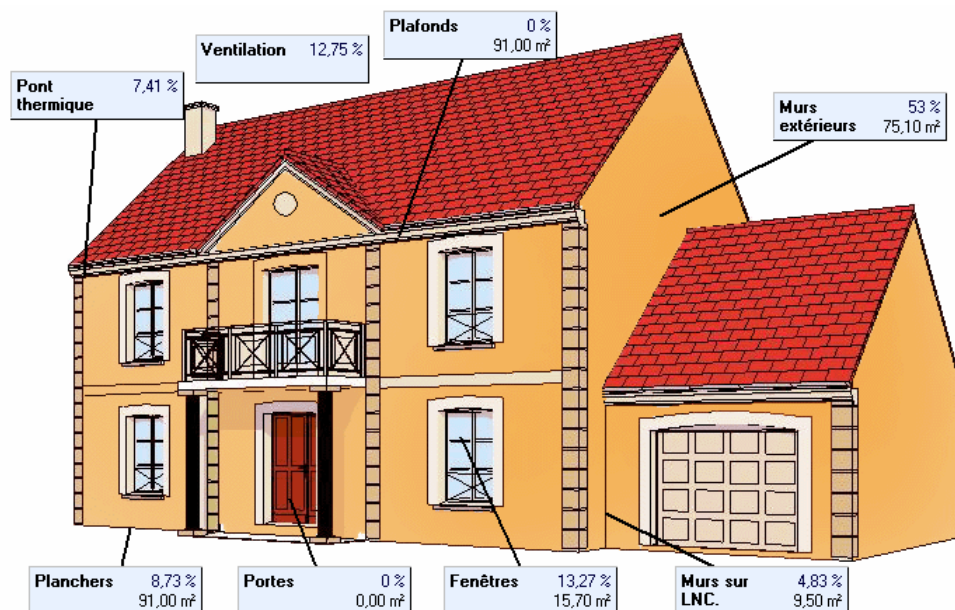 Plafonds 0 %
91,00 m²
Ventilation 12,75 %
Pont 7,41 %
thermique
Murs 53 %
extérieurs 75,10 m²
Planchers 8,73 %
91,00 m²
Portes 0 %
0,00 m²
Fenêtres 13,27 %
15,70 m²
Murs sur 4,83 %
LNC. 9,50 m²